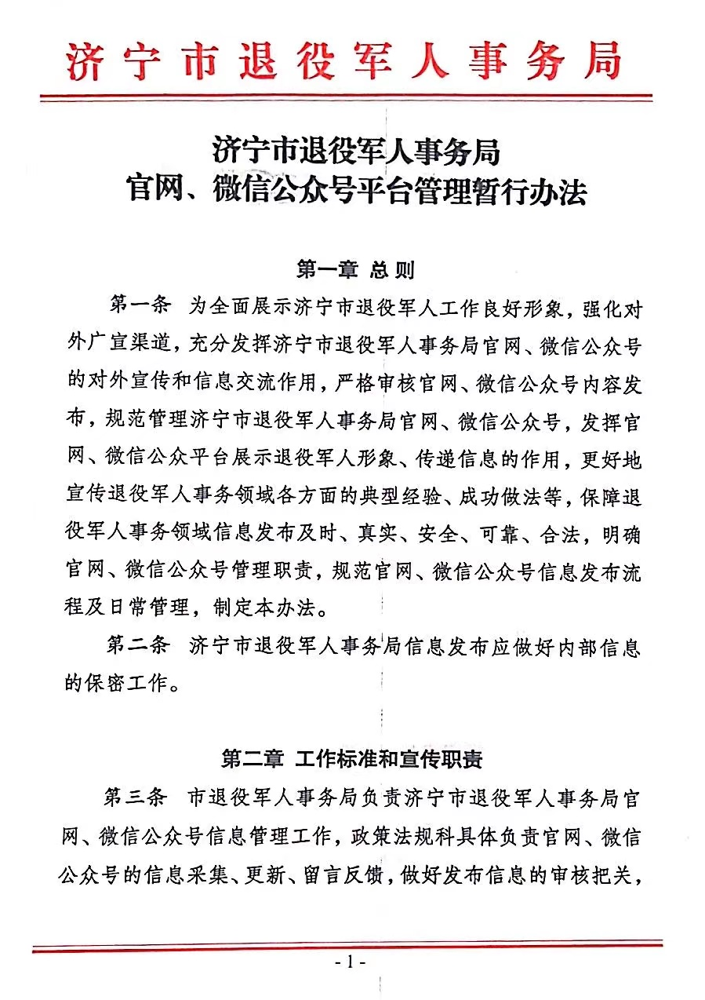 济宁市退役军人事务局
济宁市退役军人事务局
官网、微信公众号平台管理暂行办法
第一章 总则
第一条 为全面展示济宁市退役军人工作良好形象，强化对
外广宣渠道，充分发挥济宁市退役军人事务局官网、微信公众号
的对外宣传和信息交流作用，严格审核官网、微信公众号内容发
布，规范管理济宁市退役军人事务局官网、微信公众号，发挥官
网、微信公众平台展示退役军人形象、传递信息的作用，更好地
宣传退役军人事务领域各方面的典型经验、成功做法等，保障退
役军人事务领域信息发布及时、真实、安全、可靠、合法，明确
官网、微信公众号管理职责，规范官网、微信公众号信息发布流
程及日常管理，制定本办法。
第二条 济宁市退役军人事务局信息发布应做好内部信息
的保密工作。
第二章 工作标准和宣传职责
第三条 市退役军人事务局负责济宁市退役军人事务局官
网、微信公众号信息管理工作，政策法规科具体负责官网、微信
公众号的信息采集、更新、留言反馈，做好发布信息的审核把关，
- 1 -